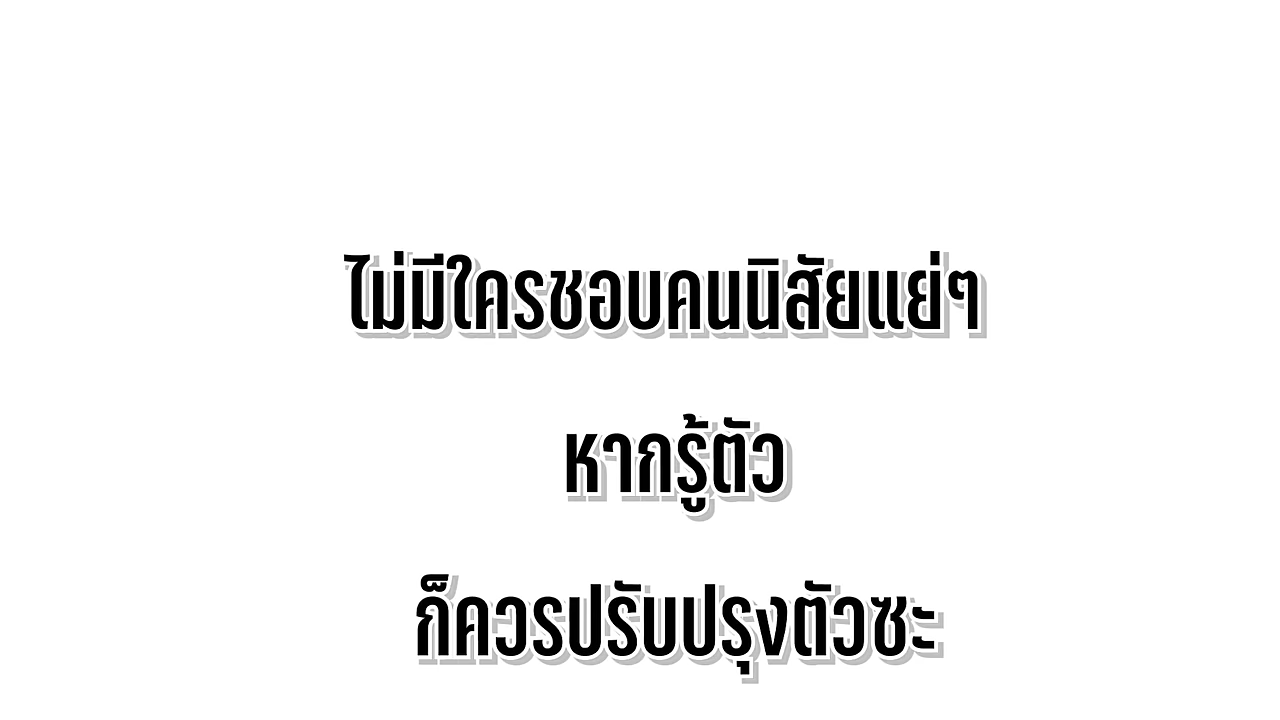 ไม่มีใครชอบคนนิสัยแย่ๆ
หากรู้ตัว
ก็ควรปรับปรุงตัวซะ